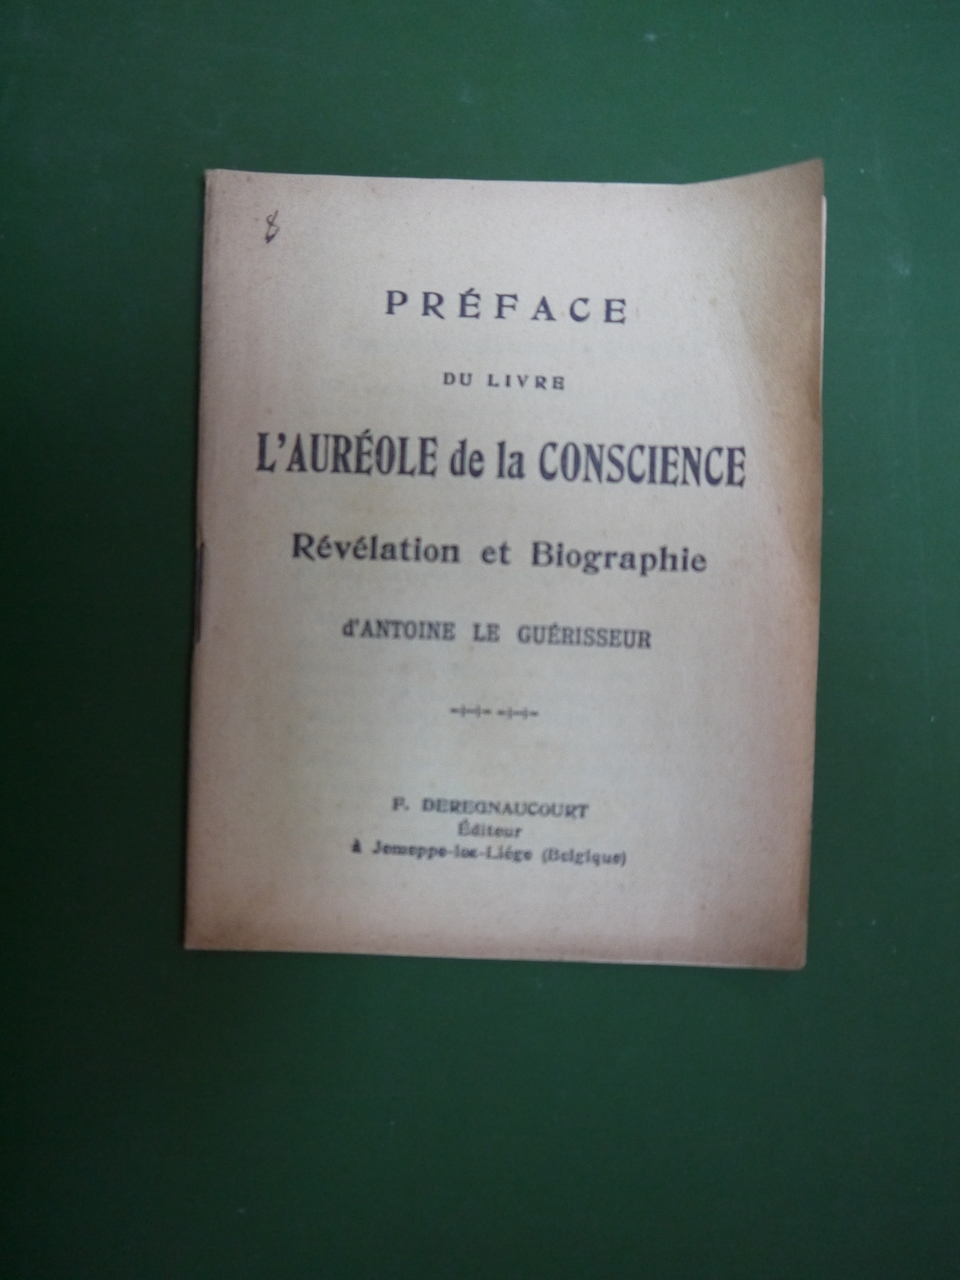 8
PRÉFACE
DU LIVRE
L'AURÉOLE de la CONSCIENCE
Révélation et Biographie
d'ANTOINE LE GUÉRISSEUR
F. DEREGNAUCOURT
Éditeur
à Jemeppe-lez-Liége (Belgique)